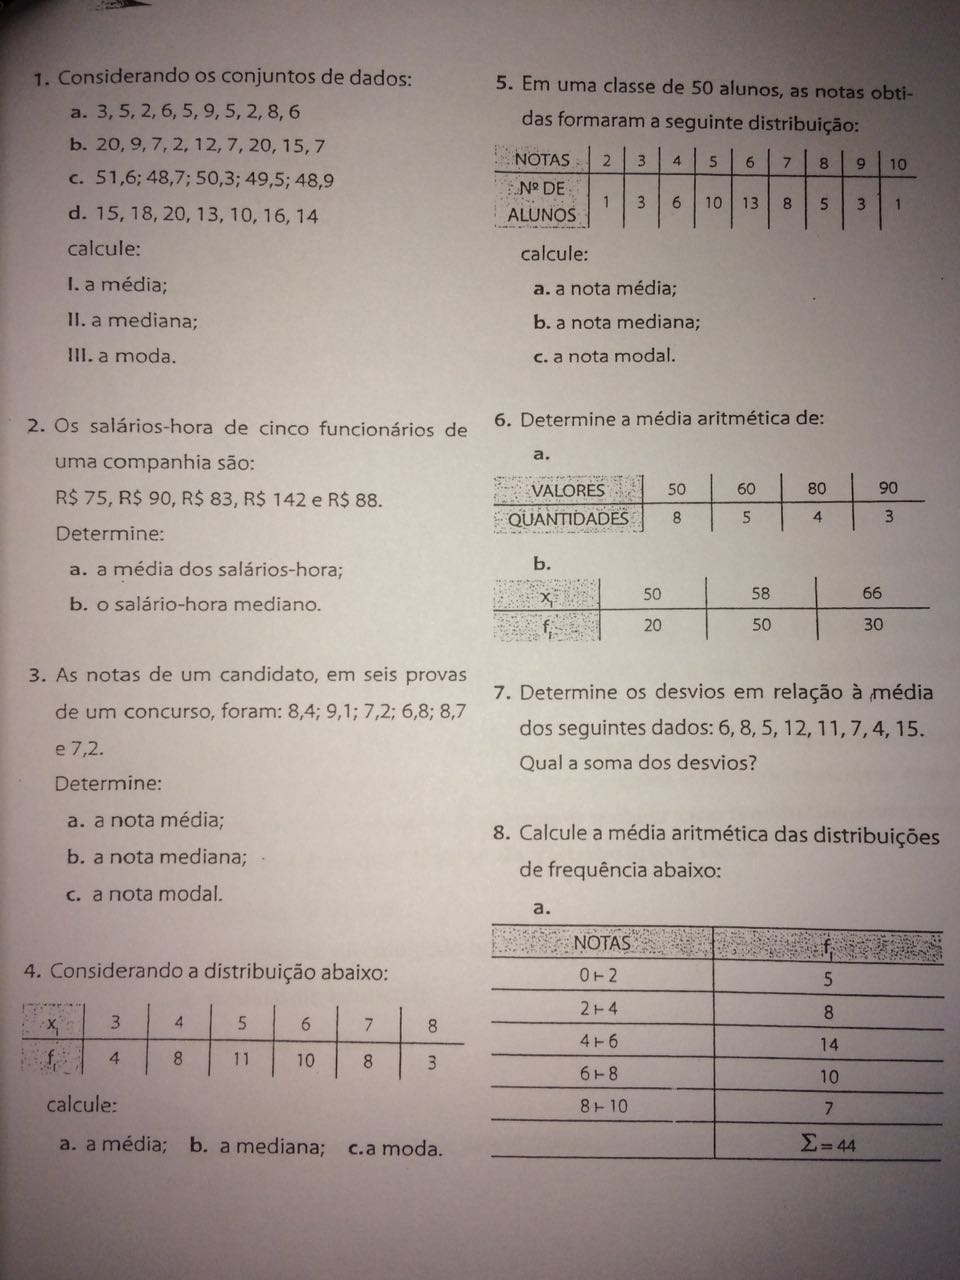 1. Considerando os conjuntos de dados:
a. 3, 5, 2, 6, 5, 9, 5, 2, 8, 6
b. 20, 9, 7, 2, 12, 7, 20, 15, 7
c. 51,6; 48,7; 50,3; 49,5; 48,9
d. 15, 18, 20, 13, 10, 16, 14
calcule:
I. a média;
II. a mediana;
III. a moda.
2. Os salários-hora de cinco funcionários de
uma companhia são:
R$ 75, R$ 90, R$ 83, R$ 142 e R$ 88.
Determine:
a. a média dos salários-hora;
b. o salário-hora mediano.
3. As notas de um candidato, em seis provas
de um concurso, foram: 8,4; 9,1; 7,2; 6,8; 8,7
e 7,2.
Determine:
a. a nota média;
b. a nota mediana;
c. a nota modal.
4. Considerando a distribuição abaixo:
xᵢ 3 4 5 6 7 8
fᵢ 4 8 11 10 8 3
calcule:
a. a média; b. a mediana; c. a moda.
5. Em uma classe de 50 alunos, as notas obti-
das formaram a seguinte distribuição:
NOTAS 2 3 4 5 6 7 8 9 10
Nº DE
ALUNOS 1 3 6 10 13 8 5 3 1
calcule:
a. a nota média;
b. a nota mediana;
c. a nota modal.
6. Determine a média aritmética de:
a.
VALORES 50 60 80 90
QUANTIDADES 8 5 4 3
b.
xᵢ 50 58 66
fᵢ 20 50 30
7. Determine os desvios em relação à média
dos seguintes dados: 6, 8, 5, 12, 11, 7, 4, 15.
Qual a soma dos desvios?
8. Calcule a média aritmética das distribuições
de frequência abaixo:
a.
NOTAS fᵢ
0 ⊢ 2 5
2 ⊢ 4 8
4 ⊢ 6 14
6 ⊢ 8 10
8 ⊢ 10 7
Σ = 44